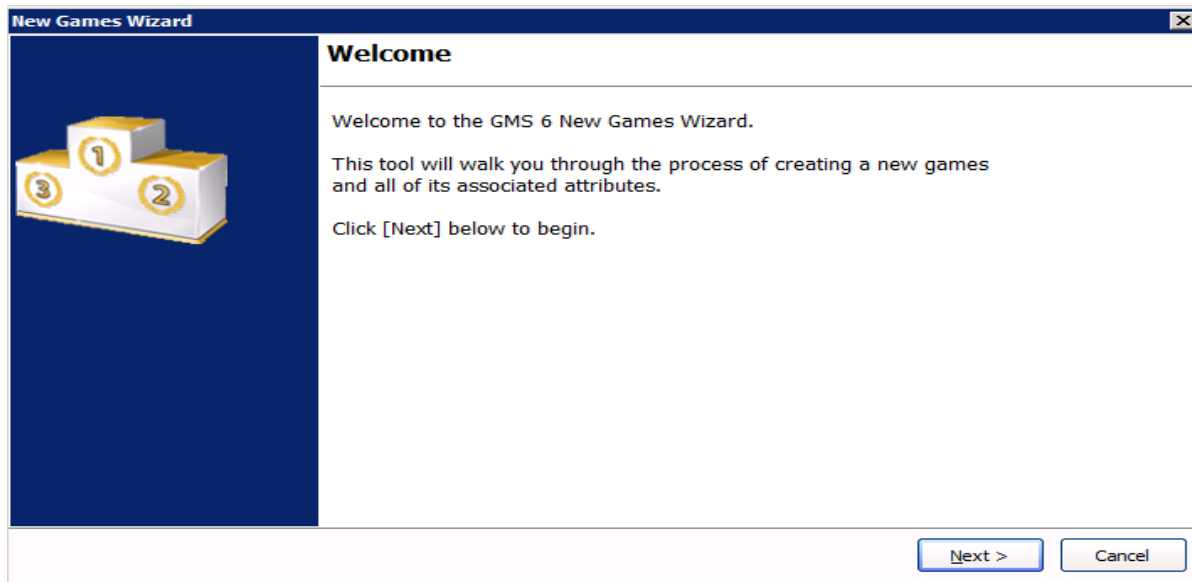 New Games Wizard
Welcome
Welcome to the GMS 6 New Games Wizard.
This tool will walk you through the process of creating a new games
and all of its associated attributes.
Click [Next] below to begin.
1
3
2
Next >
Cancel